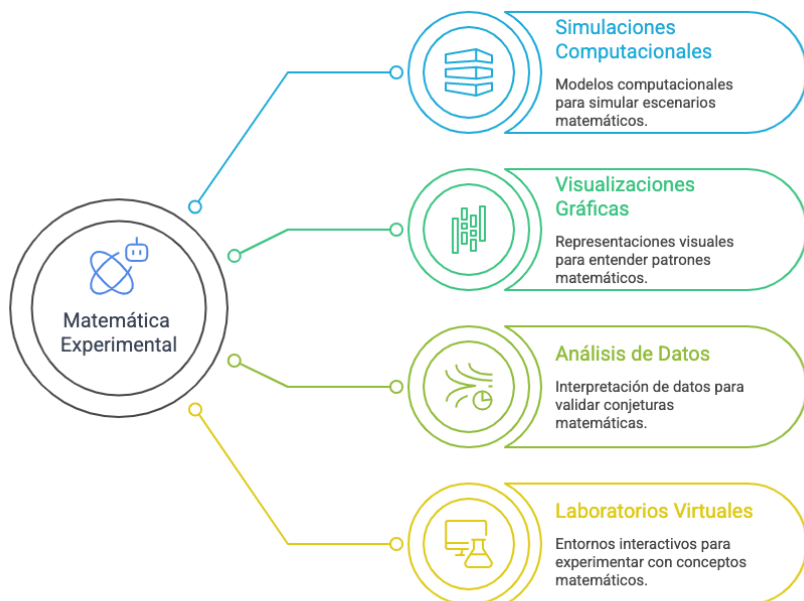 Matemática
Experimental
Simulaciones
Computacionales
Modelos computacionales
para simular escenarios
matemáticos.
Visualizaciones
Gráficas
Representaciones visuales
para entender patrones
matemáticos.
Análisis de Datos
Interpretación de datos para
validar conjeturas
matemáticas.
Laboratorios Virtuales
Entornos interactivos para
experimentar con conceptos
matemáticos.